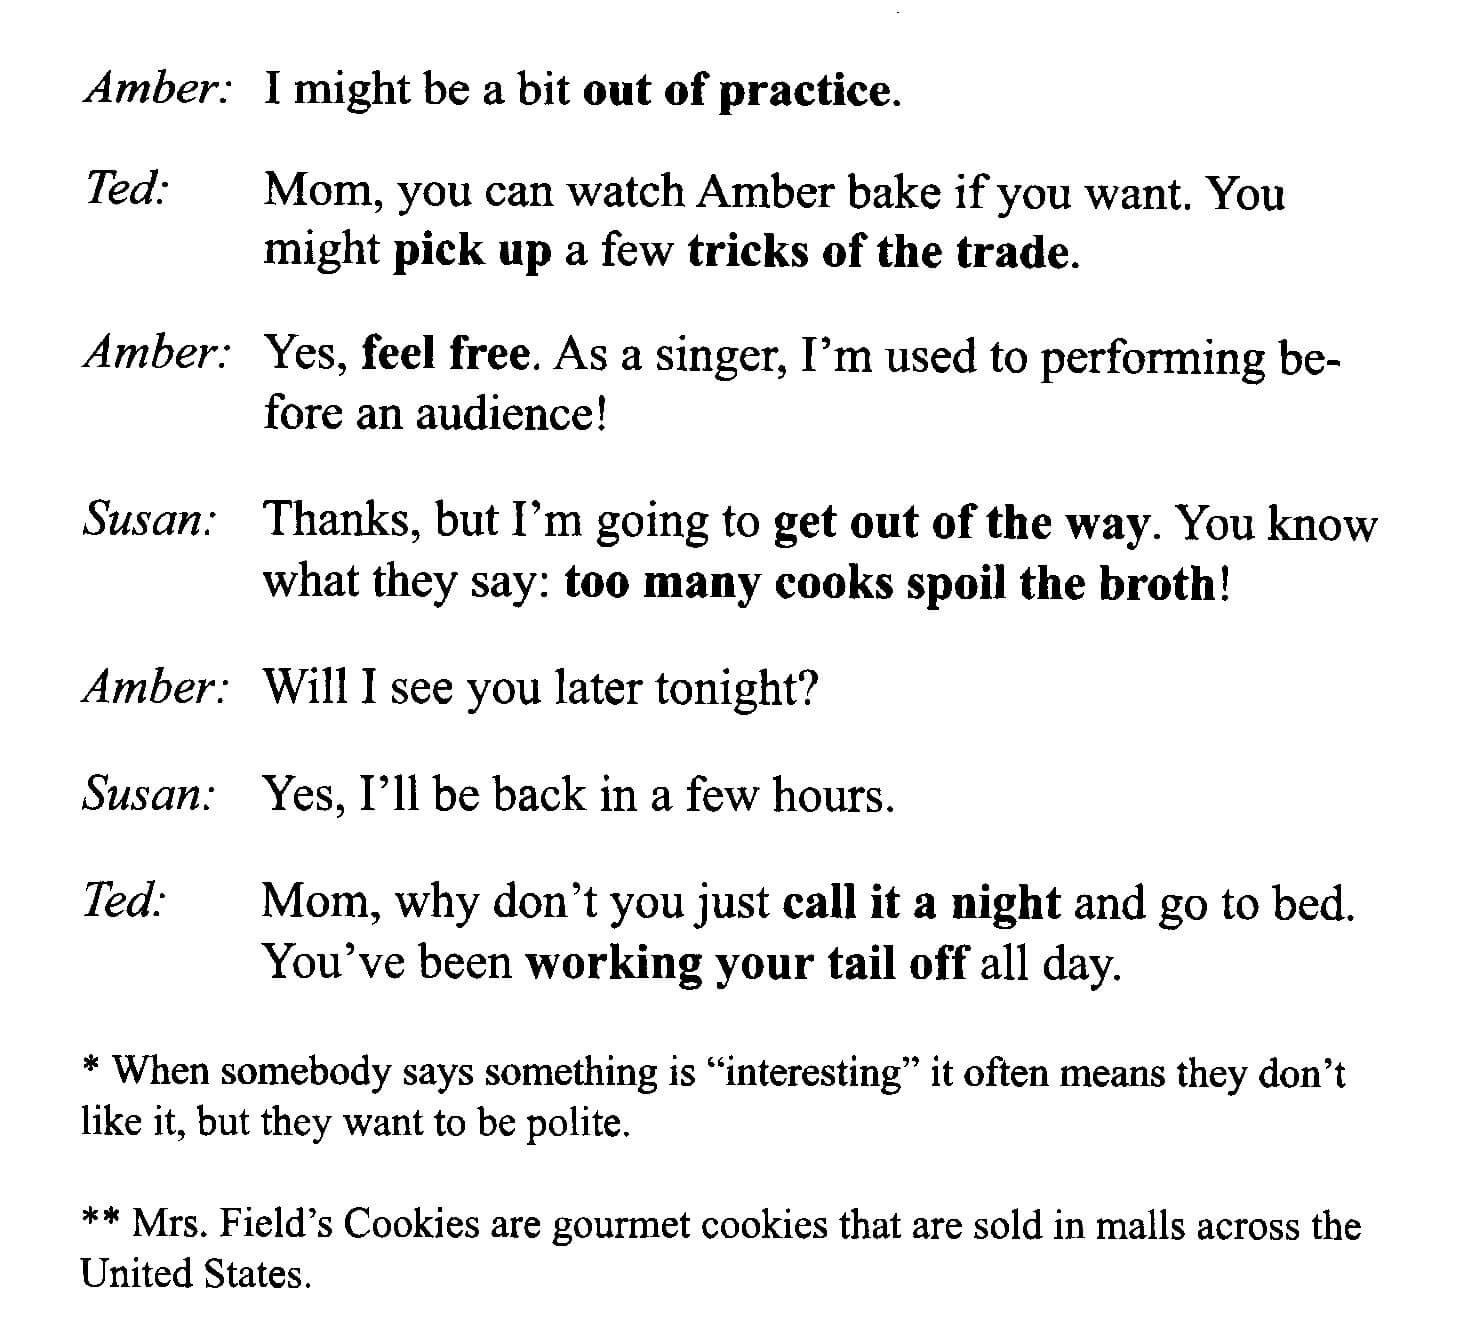 Amber: I might be a bit out of practice.
Ted: Mom, you can watch Amber bake if you want. You
might pick up a few tricks of the trade.
Amber: Yes, feel free. As a singer, I'm used to performing be-
fore an audience!
Susan: Thanks, but I'm going to get out of the way. You know
what they say: too many cooks spoil the broth!
Amber: Will I see you later tonight?
Susan: Yes, I'll be back in a few hours.
Ted: Mom, why don't you just call it a night and go to bed.
You've been working your tail off all day.
* When somebody says something is “interesting” it often means they don't
like it, but they want to be polite.
** Mrs. Field's Cookies are gourmet cookies that are sold in malls across the
United States.